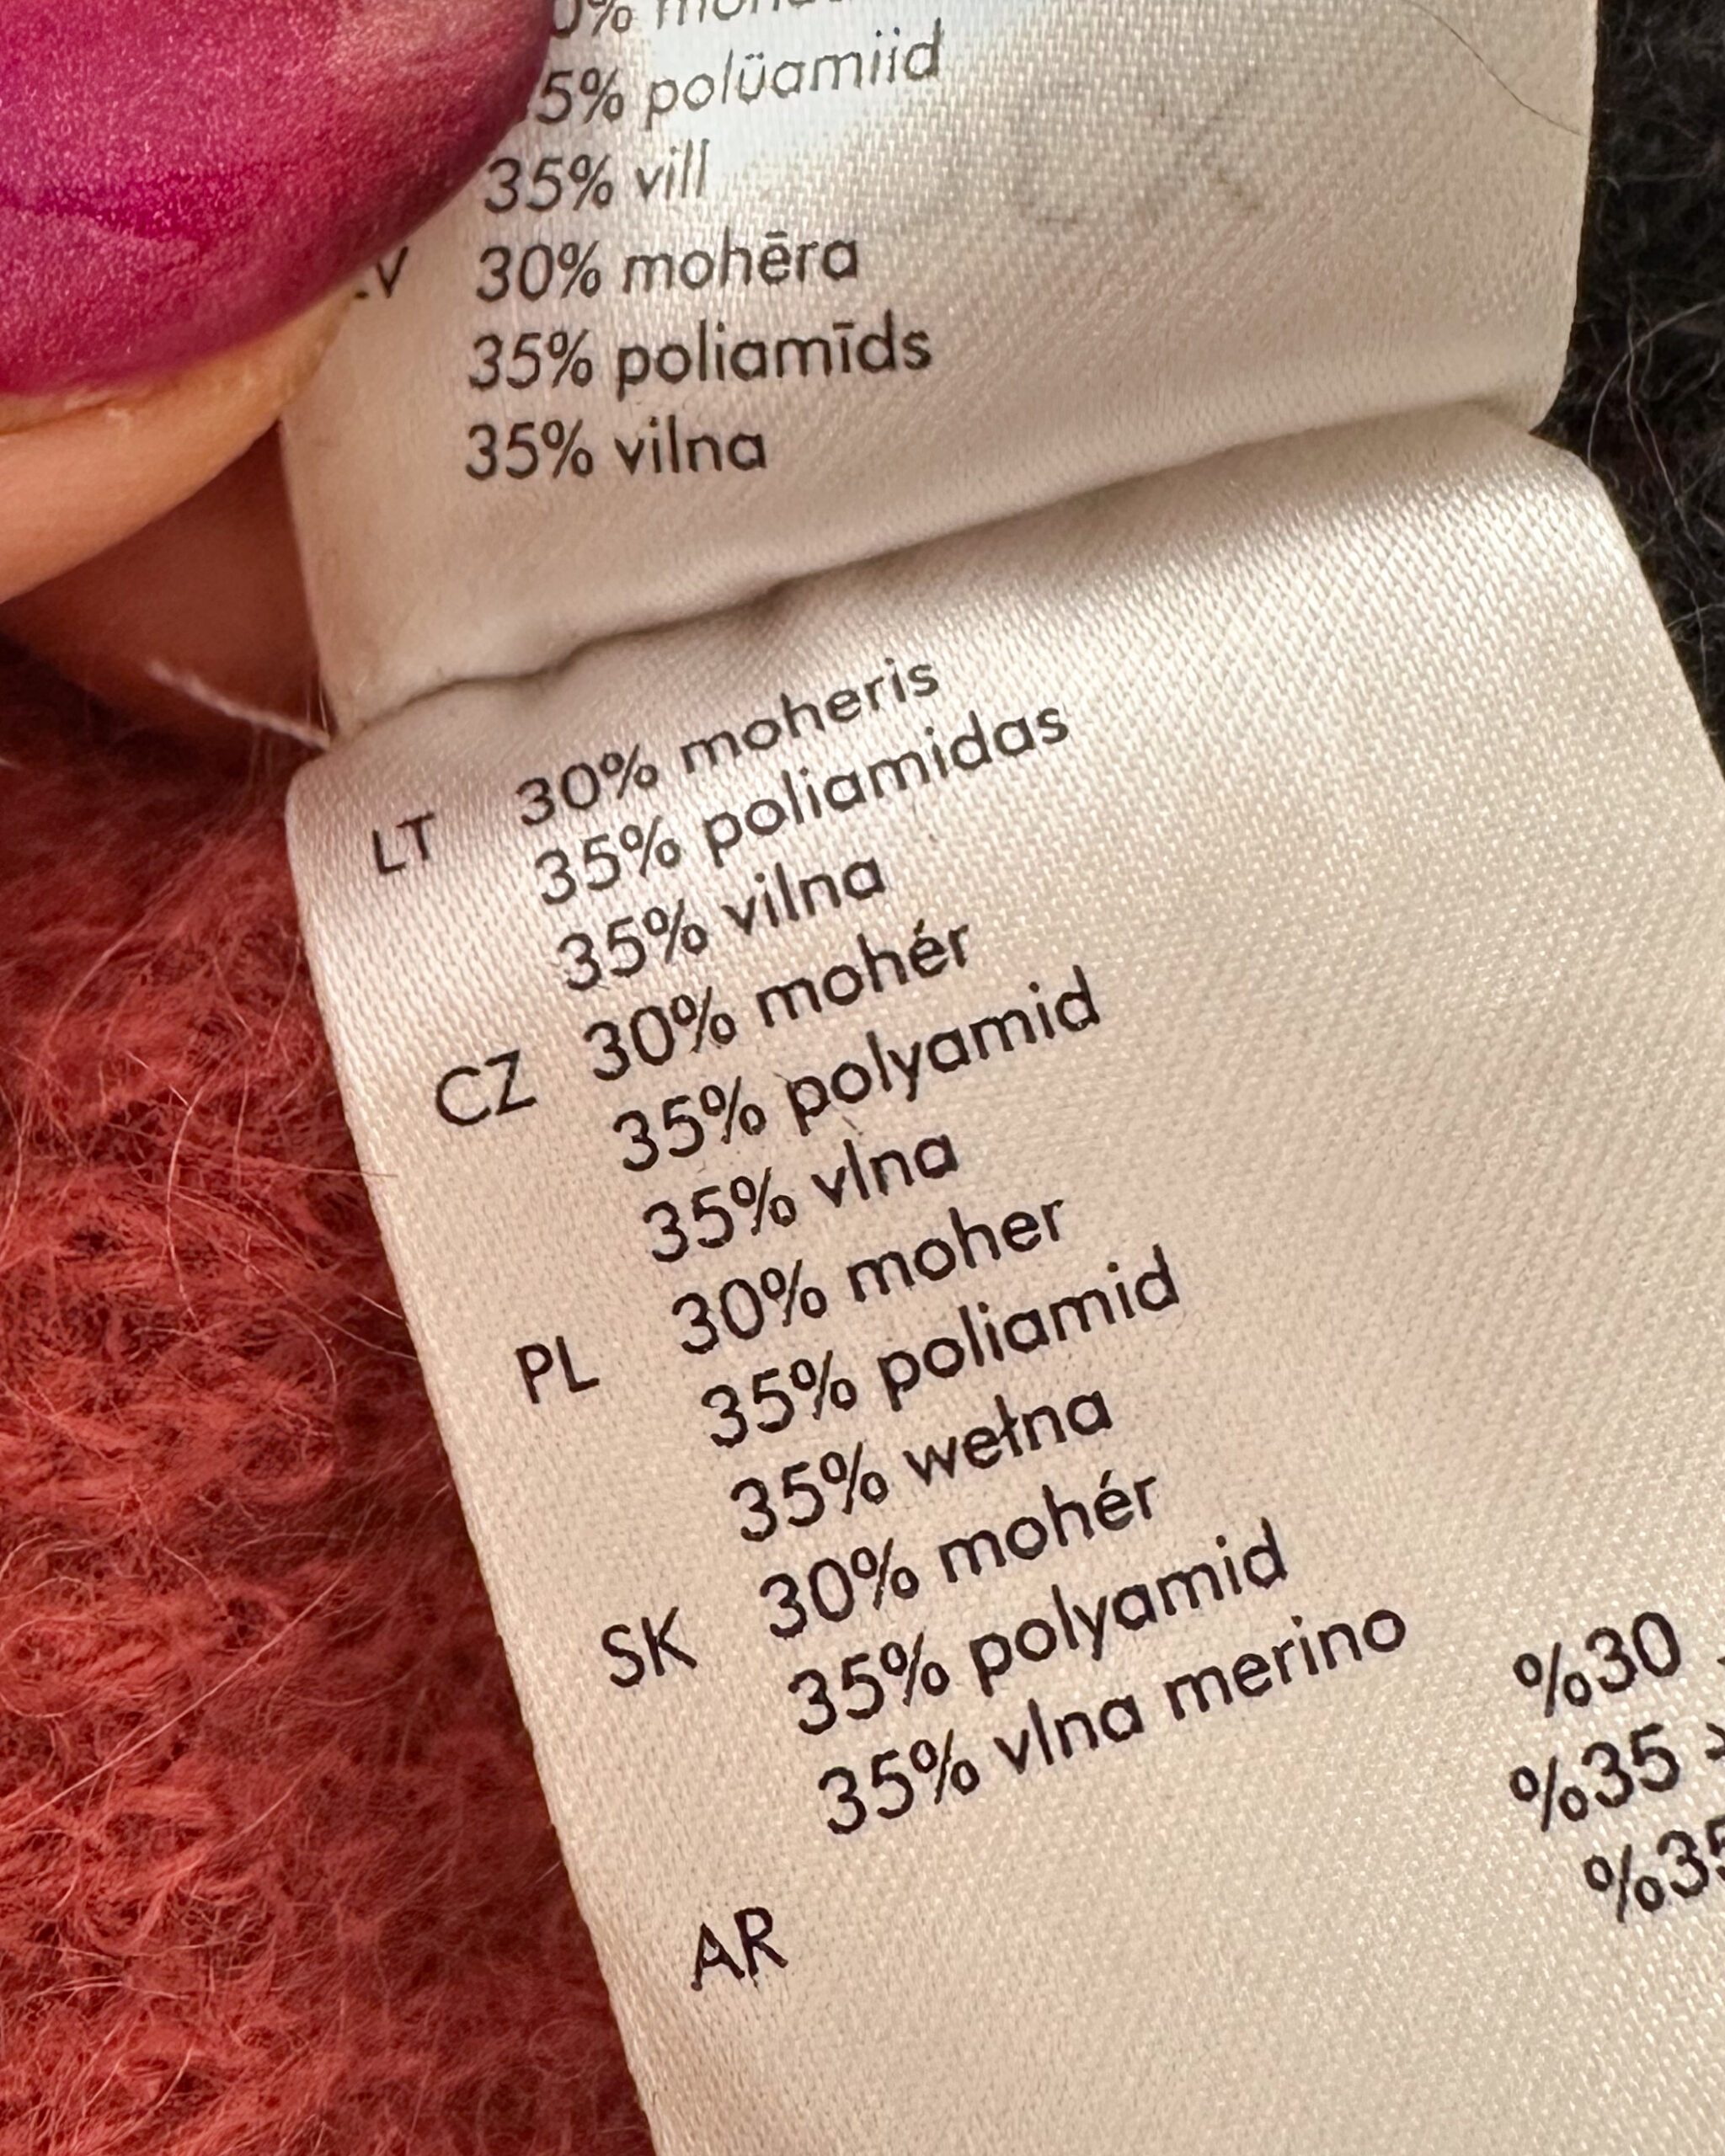 35% vill
30% mohēra
35% poliamīds
35% vilna
LT 30% moheris
35% poliamidas
35% vilna
CZ 30% mohér
35% polyamid
35% vlna
PL 30% moher
35% poliamid
35% wełna
SK 30% mohér
35% polyamid
35% vlna merino
%30
%35
AR